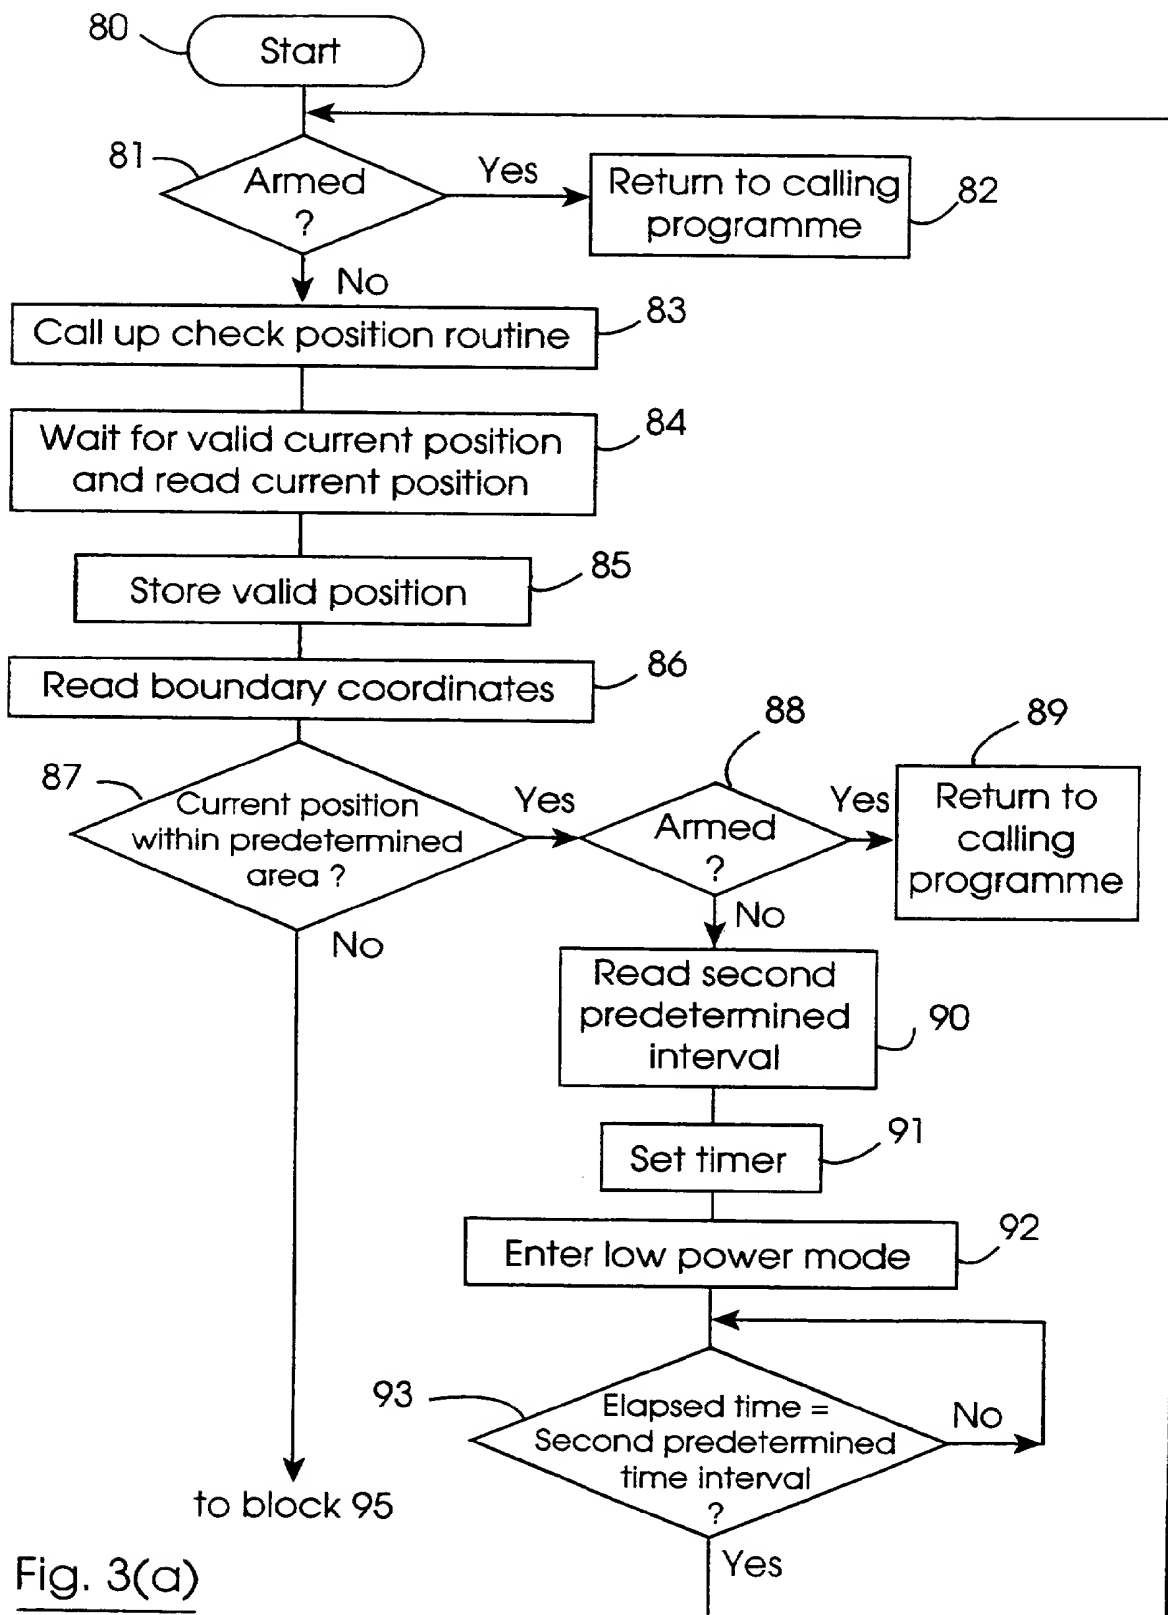 80
Start
81
Armed
?
Yes
Return to calling
programme
82
No
Call up check position routine
83
Wait for valid current position
and read current position
84
Store valid position
85
Read boundary coordinates
86
87
Current position
within predetermined
area ?
Yes
88
Armed
?
Yes
89
Return to
calling
programme
No
No
Read second
predetermined
interval
90
Set timer
91
Enter low power mode
92
93
Elapsed time =
Second predetermined
time interval
?
No
to block 95
Yes
Fig. 3(a)